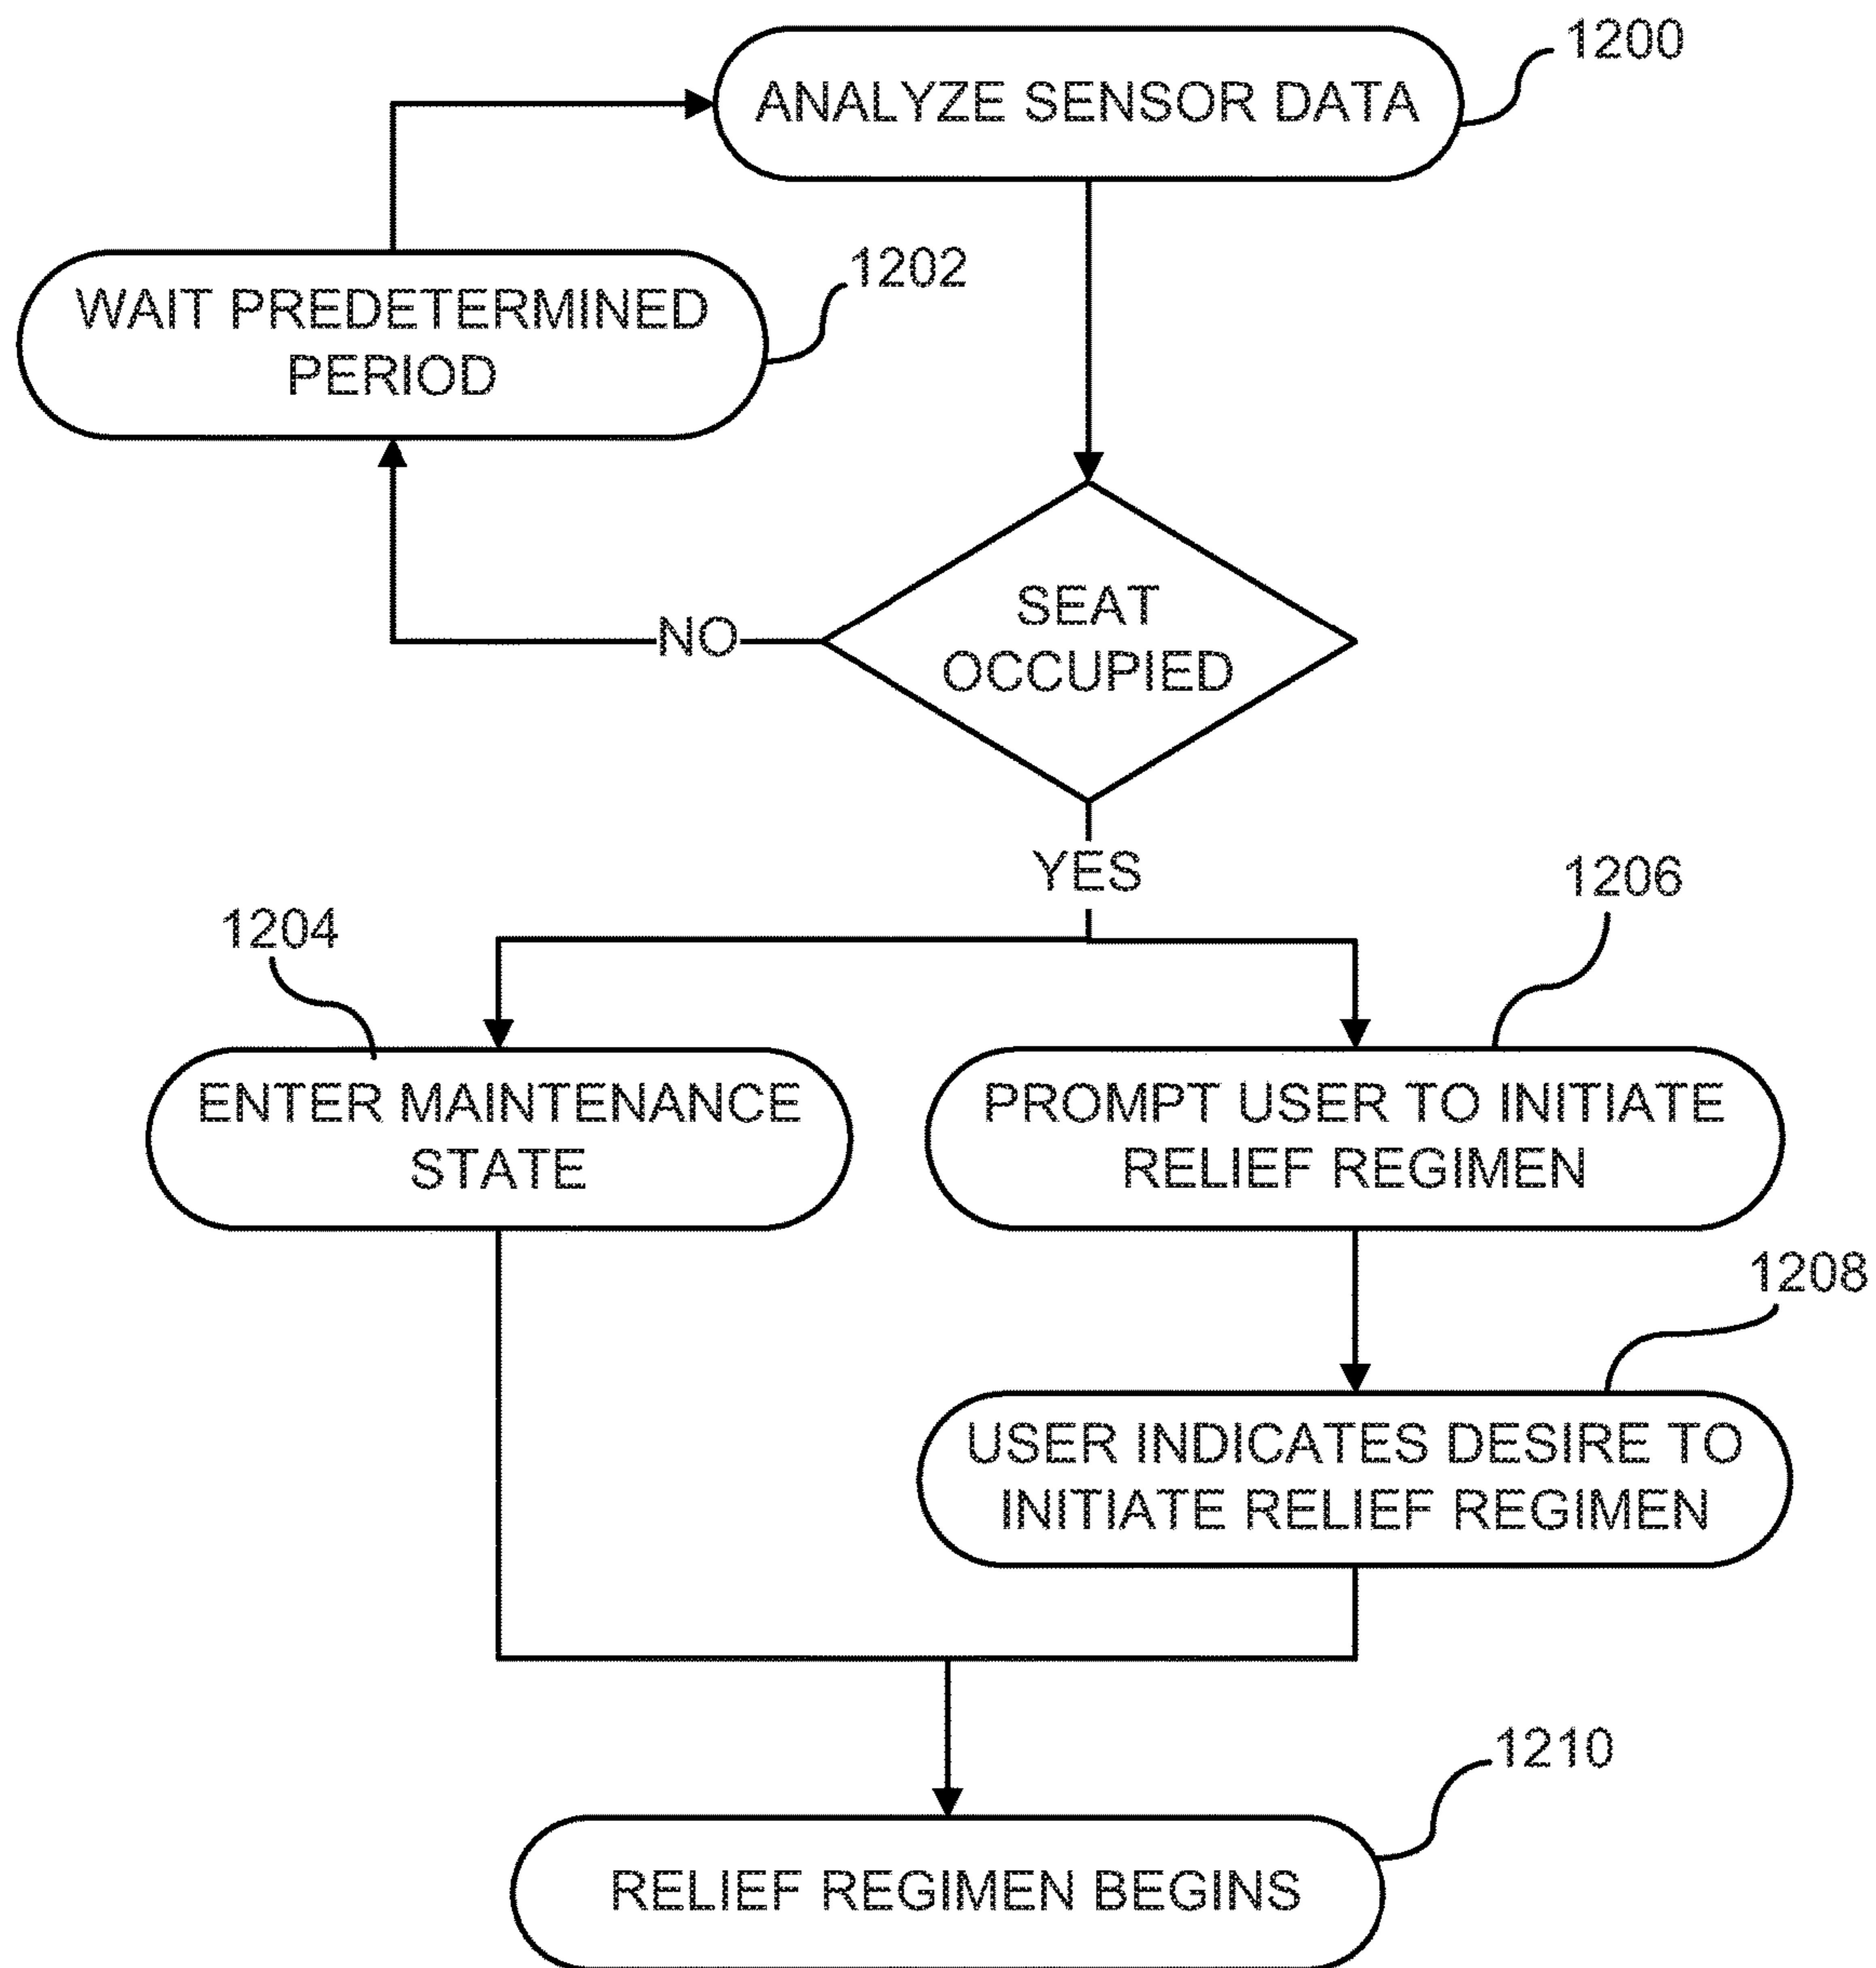 1200
ANALYZE SENSOR DATA
1202
WAIT PREDETERMINED
PERIOD
SEAT
OCCUPIED
NO
YES
1204
1206
ENTER MAINTENANCE
STATE
PROMPT USER TO INITIATE
RELIEF REGIMEN
1208
USER INDICATES DESIRE TO
INITIATE RELIEF REGIMEN
1210
RELIEF REGIMEN BEGINS